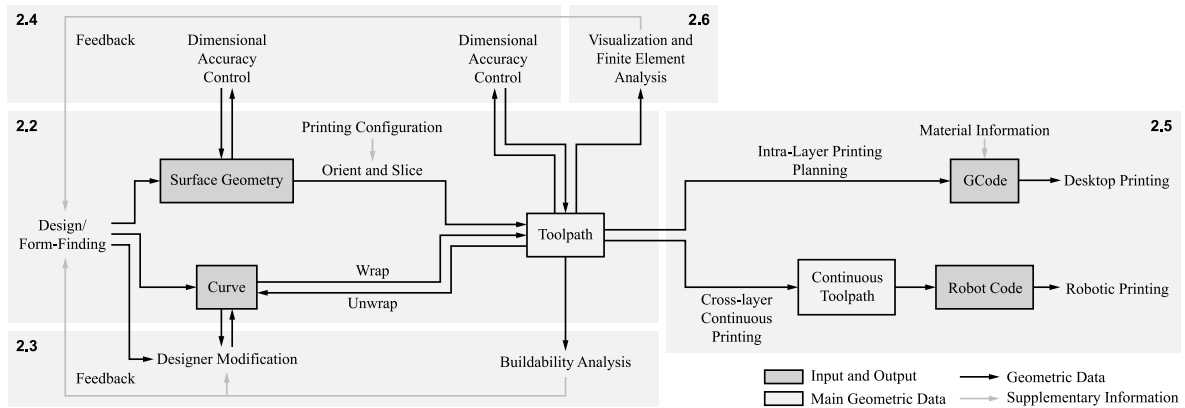 2.4
Feedback
Dimensional
Accuracy
Control
Dimensional
Accuracy
Control
2.6
Visualization and
Finite Element
Analysis
2.2
Printing Configuration
Surface Geometry
Orient and Slice
Design/
Form-Finding
Toolpath
Curve
Wrap
Unwrap
2.5
Material Information
Intra-Layer Printing
Planning
GCode
Desktop Printing
Continuous
Toolpath
Robot Code
Robotic Printing
Cross-layer
Continuous
Printing
2.3
Designer Modification
Buildability Analysis
Feedback
Input and Output
Geometric Data
Main Geometric Data
Supplementary Information